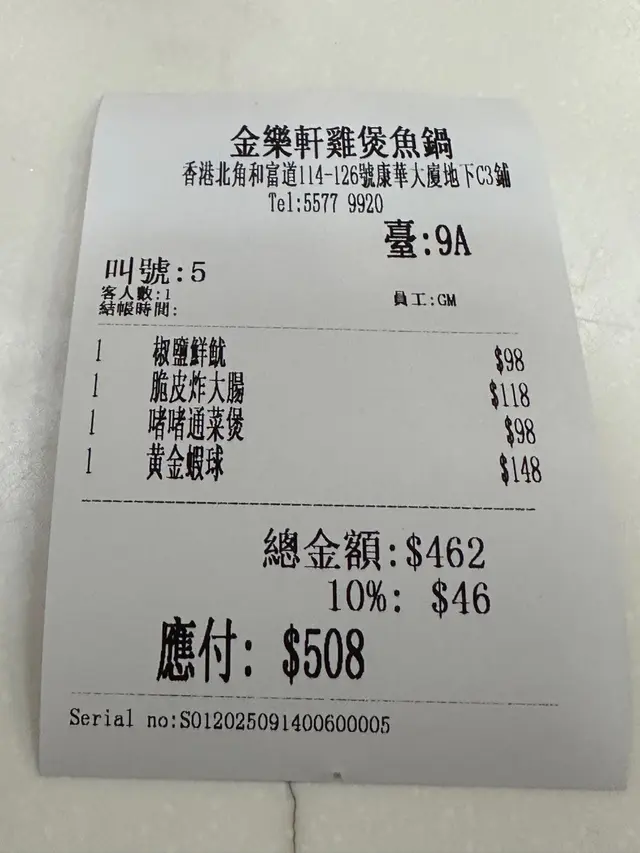 金樂軒雞煲魚鍋
香港北角和富道114-126號康華大廈地下C3鋪
Tel:5577 9920
臺:9A
叫號:5
客人數:1
員工:GM
結帳時間:
1 椒鹽鮮魷 $98
1 脆皮炸大腸 $118
1 啫啫通菜煲 $98
1 黃金蝦球 $148
總金額:$462
10%: $46
應付: $508
Serial no:S012025091400600005